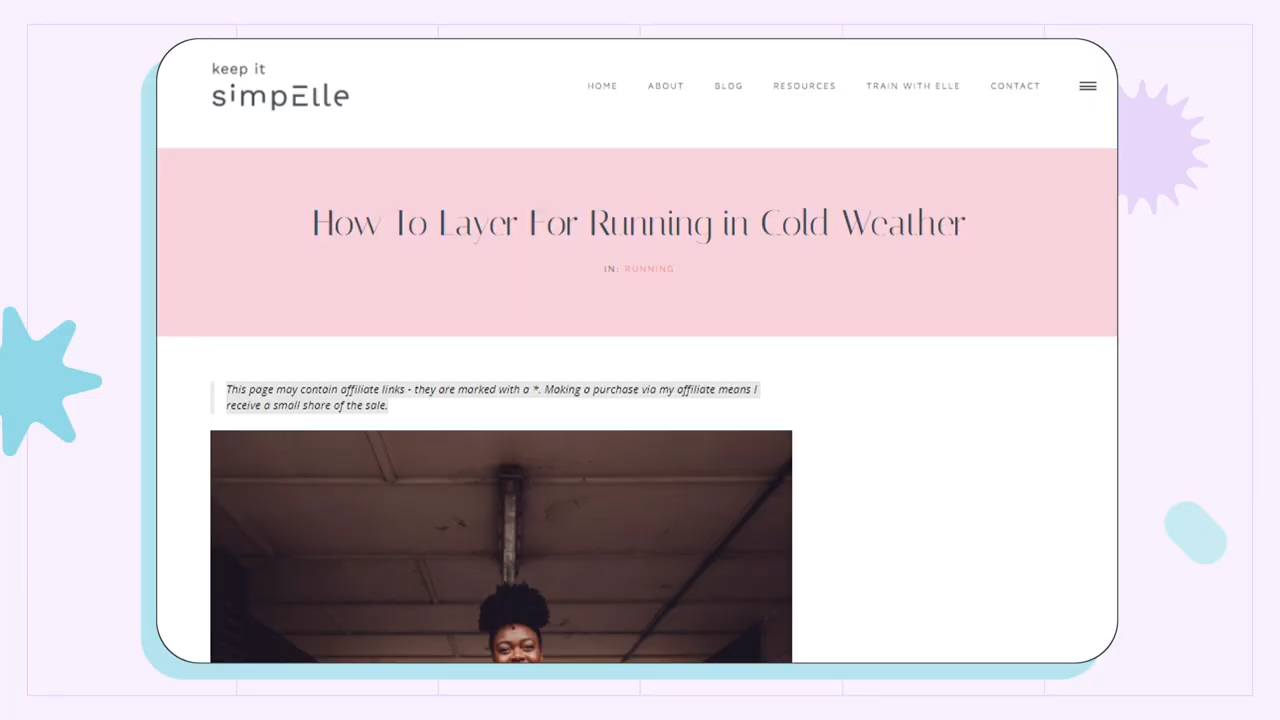 keep it
simpElle
HOME ABOUT BLOG RESOURCES TRAIN WITH ELLE CONTACT
How To Layer For Running in Cold Weather
IN: RUNNING
This page may contain affiliate links - they are marked with a *. Making a purchase via my affiliate means I
receive a small share of the sale.